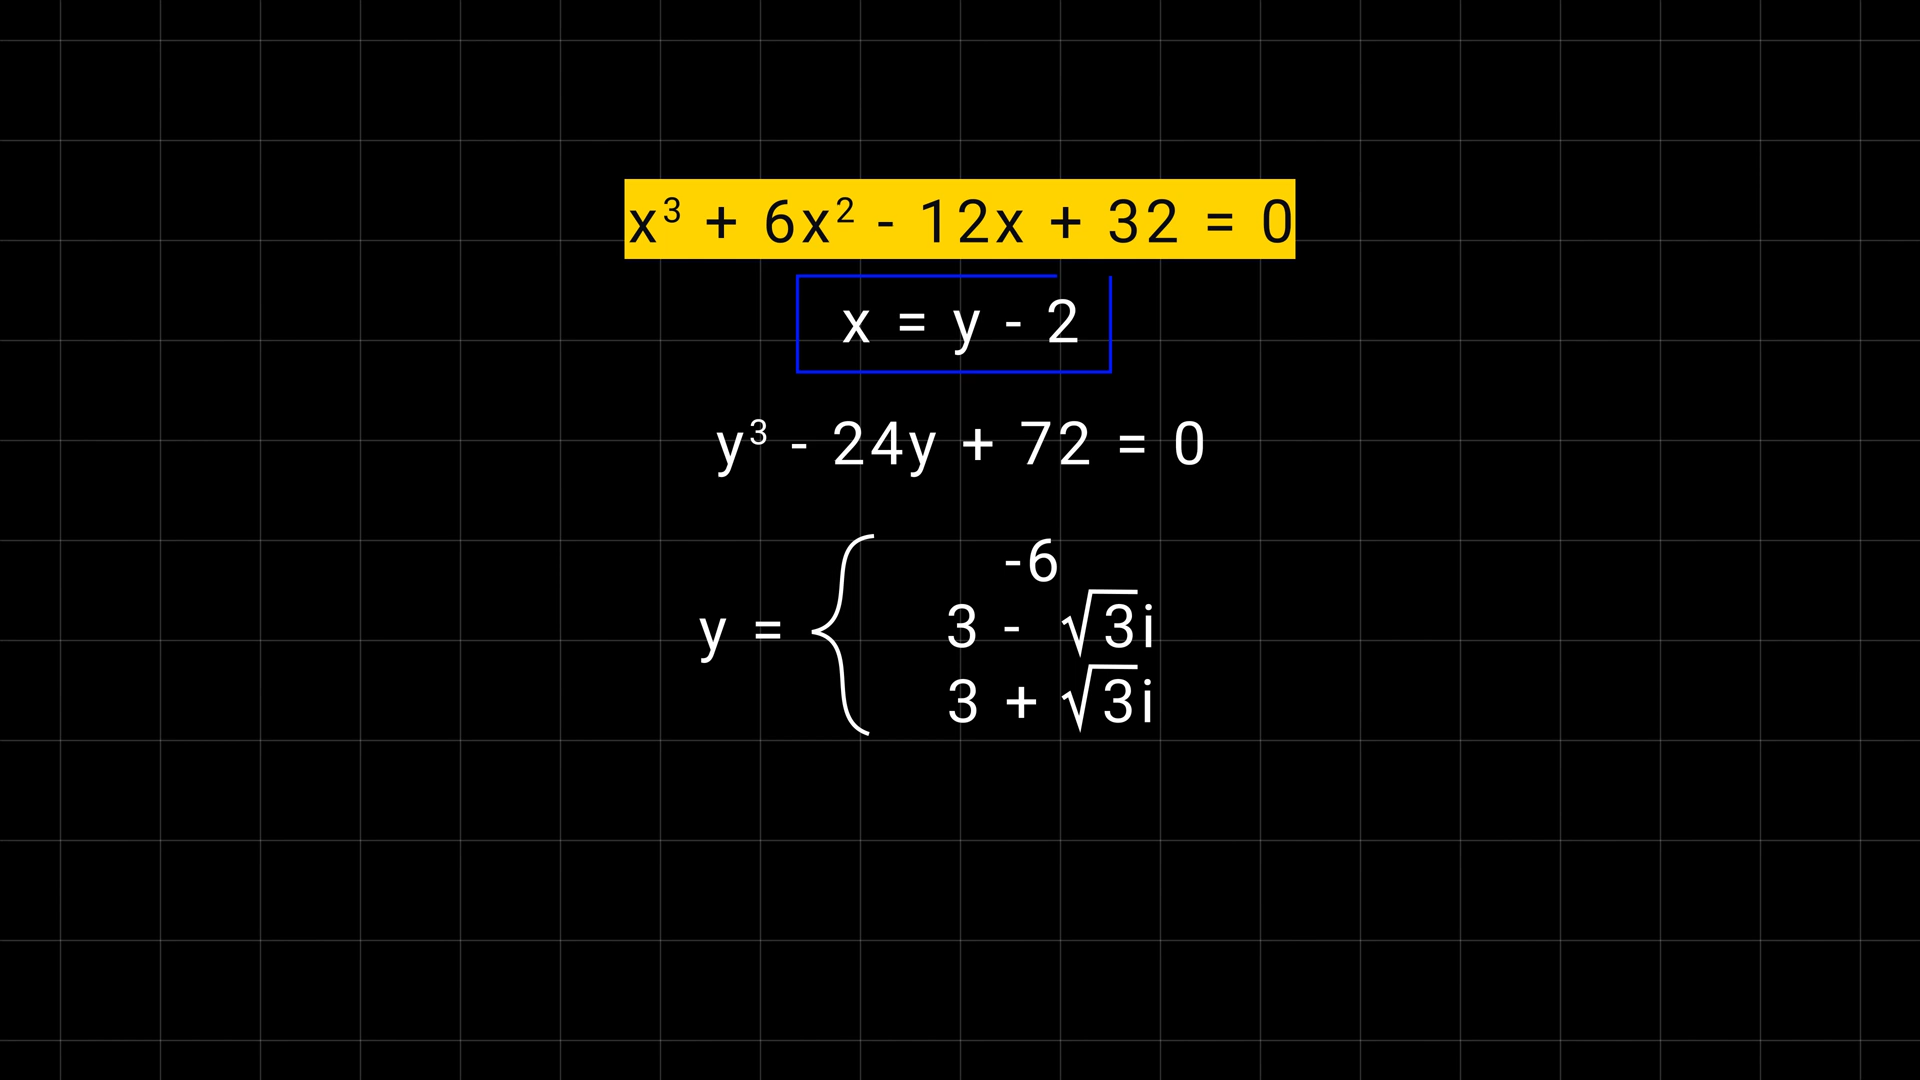 x³ + 6x² - 12x + 32 = 0
x = y - 2
y³ - 24y + 72 = 0
-6
y = { 3 - √3i
3 + √3i